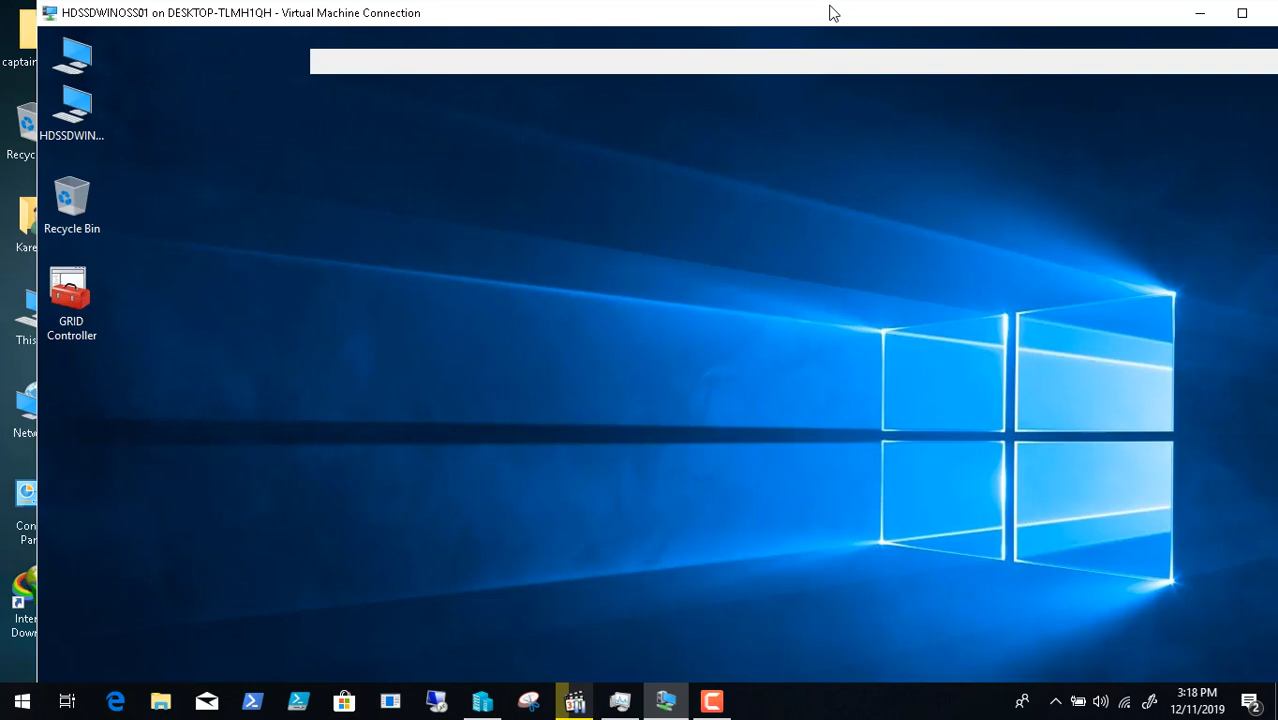 HDSSDWINOSS01 on DESKTOP-TLMH1QH - Virtual Machine Connection
captain
Recyc
Kare
This
Netw
Con
Par
Inter
Down
HDSSDWIN...
Recycle Bin
GRID
Controller
3:18 PM
12/11/2019
2